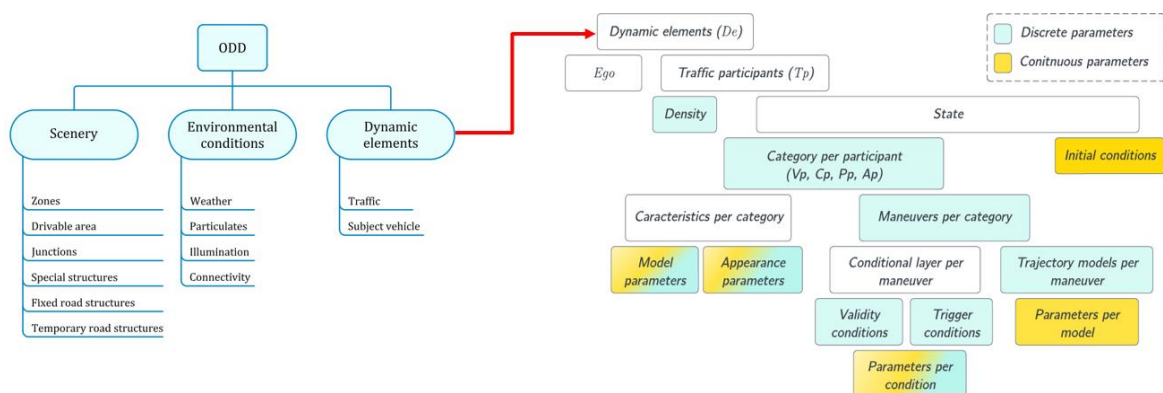 ODD
Scenery
Environmental
conditions
Dynamic
elements
Zones
Drivable area
Junctions
Special structures
Fixed road structures
Temporary road structures
Weather
Particulates
Illumination
Connectivity
Traffic
Subject vehicle
Dynamic elements (De)
Ego
Traffic participants (Tp)
Density
State
Category per participant
(Vp, Cp, Pp, Ap)
Initial conditions
Caracteristics per category
Maneuvers per category
Model
parameters
Appearance
parameters
Conditional layer per
maneuver
Trajectory models per
maneuver
Validity
conditions
Trigger
conditions
Parameters per
model
Parameters per
condition
Discrete parameters
Conitnuous parameters